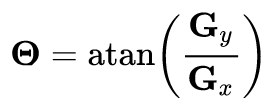 Θ = atan(G_y / G_x)